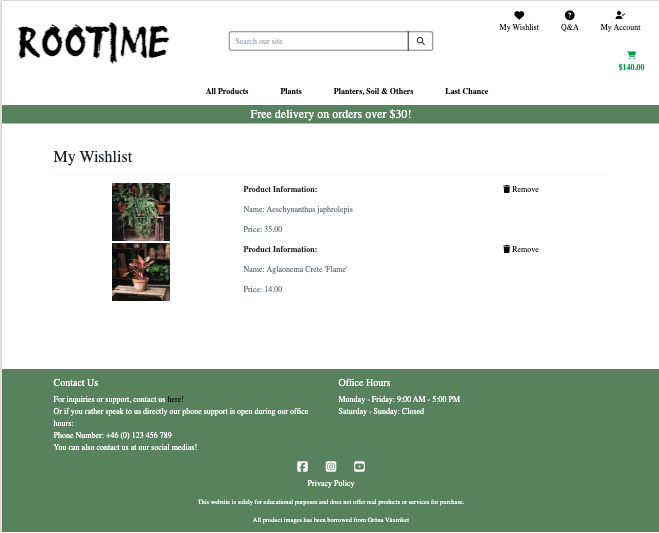 ROOTIME
Search our site
My Wishlist
Q&A
My Account
$140.00
All Products
Plants
Planters, Soil & Others
Last Chance
Free delivery on orders over $30!
My Wishlist
Product Information:
Remove
Name: Aeschynanthus japhrolepis
Price: 35.00
Product Information:
Remove
Name: Aglaonema Crete 'Flame'
Price: 14.00
Contact Us
For inquiries or support, contact us here!
Or if you rather speak to us directly our phone support is open during our office
hours:
Phone Number: +46 (0) 123 456 789
You can also contact us at our social medias!
Office Hours
Monday - Friday: 9:00 AM - 5:00 PM
Saturday - Sunday: Closed
Privacy Policy
This website is solely for educational purposes and does not offer real products or services for purchase.
All product images has been borrowed from Gröna Växtriket